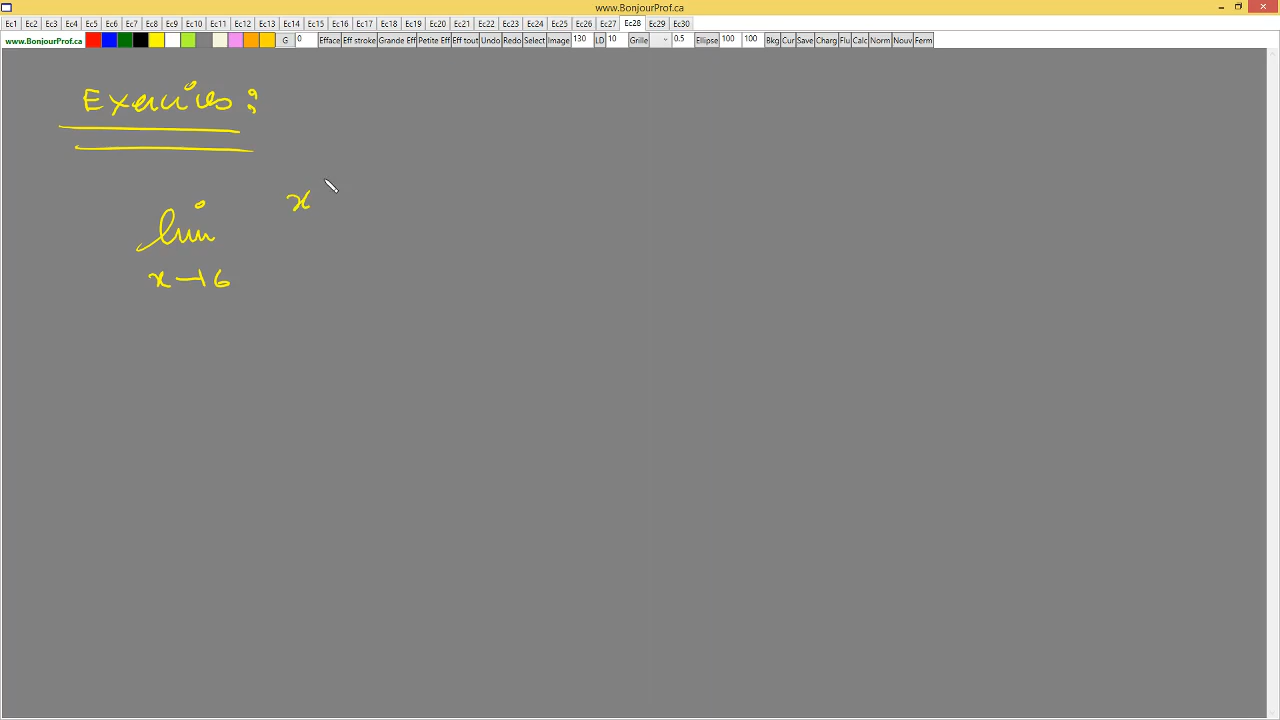 www.BonjourProf.ca
Ec1 Ec2 Ec3 Ec4 Ec5 Ec6 Ec7 Ec8 Ec9 Ec10 Ec11 Ec12 Ec13 Ec14 Ec15 Ec16 Ec17 Ec18 Ec19 Ec20 Ec21 Ec22 Ec23 Ec24 Ec25 Ec26 Ec27 Ec28 Ec29 Ec30
www.BonjourProf.ca G 0 Efface Eff stroke Grande Eff Petite Eff Eff tout Undo Redo Select Image 130 LD 10 Grille 0.5 Ellipse 100 100 Bkg Cur Save Charg Flu Calc Norm Nouv Ferm
Exercices :
lim x
x→6